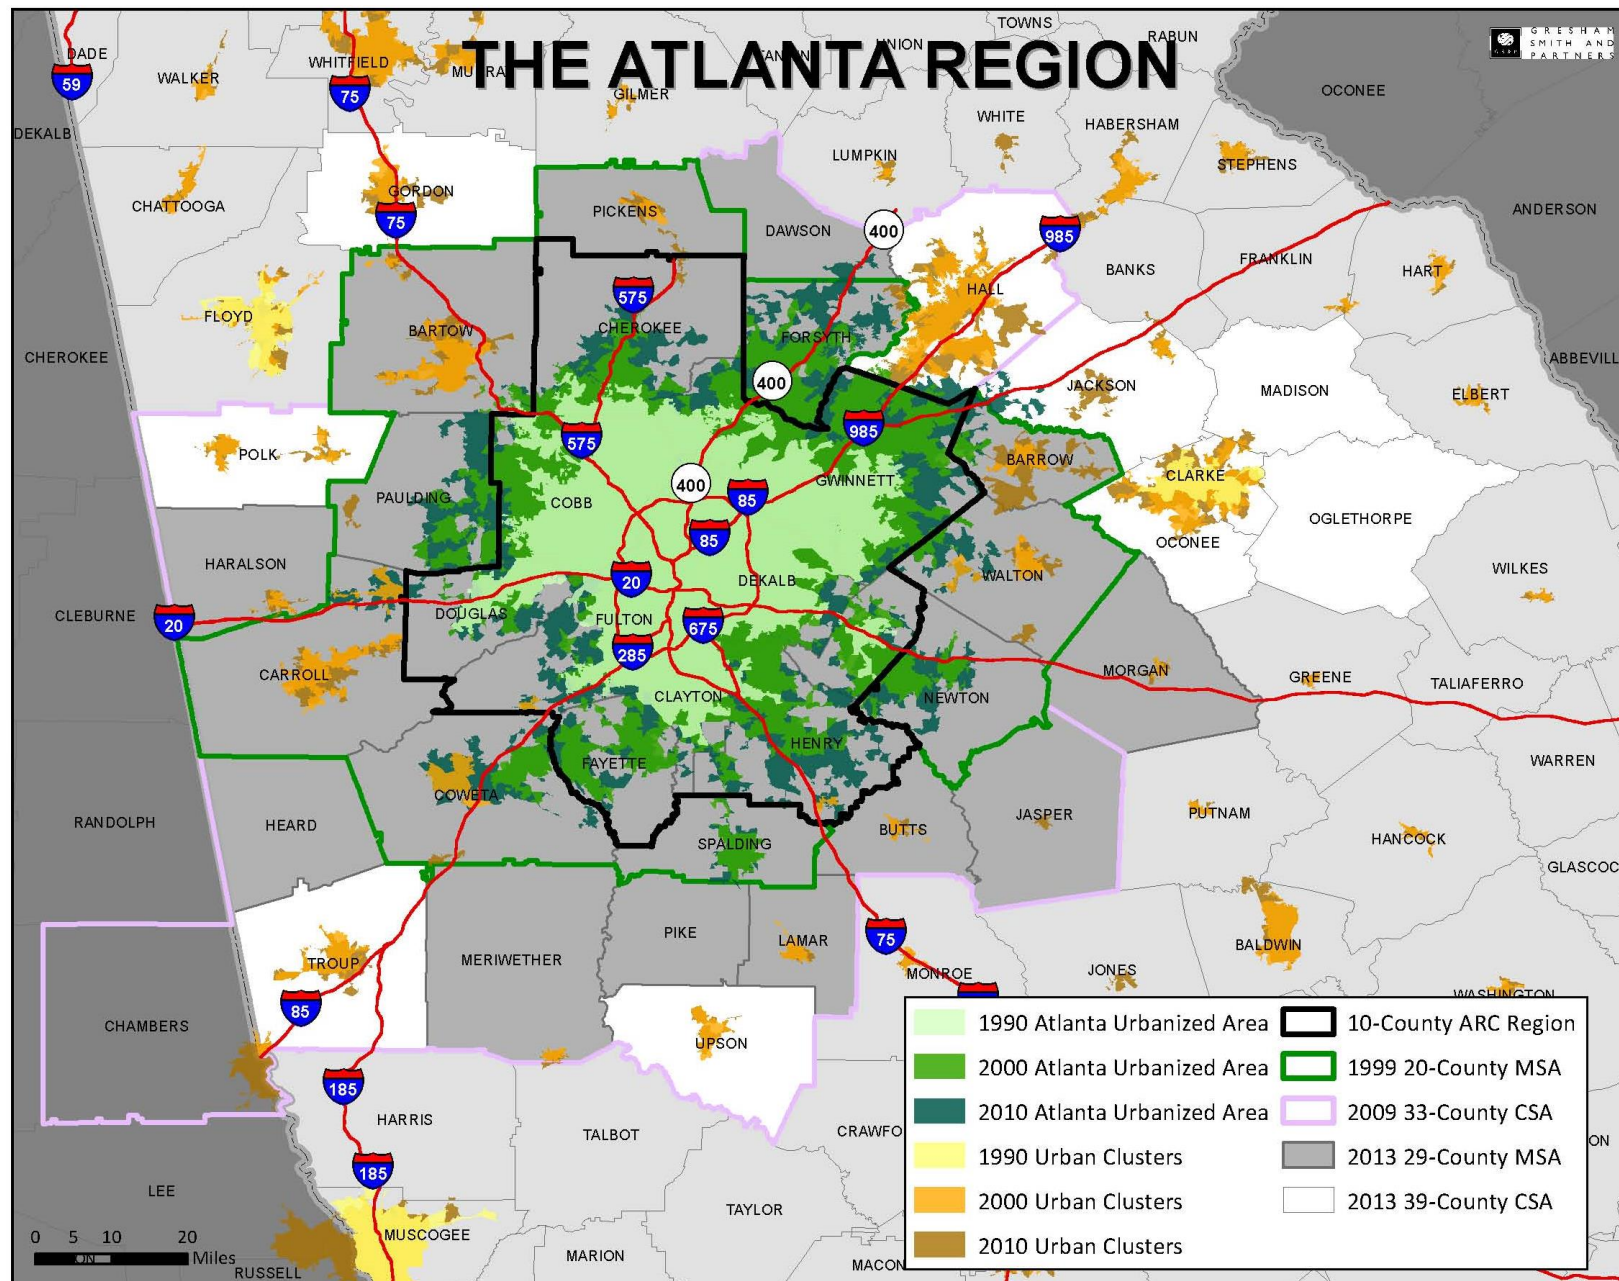 THE ATLANTA REGION
GRESHAM
SMITH AND
PARTNERS
TOWNS
UNION
RABUN
DADE
WALKER
WHITFIELD
MURRA
GILMER
OCONEE
59
75
DEKALB
WHITE
HABERSHAM
LUMPKIN
STEPHENS
CHATTOOGA
GORDON
75
PICKENS
DAWSON
400
985
ANDERSON
BANKS
FRANKLIN
HART
FLOYD
575
HALL
CHEROKEE
BARTOW
CHEROKEE
FORSYTH
ABBEVILL
400
JACKSON
MADISON
ELBERT
575
985
POLK
BARROW
CLARKE
PAULDING
COBB
400
85
GWINNETT
OGLETHORPE
85
OCONEE
HARALSON
20
DEKALB
WALTON
WILKES
CLEBURNE
20
DOUGLAS
FULTON
675
285
CARROLL
MORGAN
GREENE
TALIAFERRO
CLAYTON
NEWTON
HENRY
FAYETTE
WARREN
COWETA
RANDOLPH
HEARD
SPALDING
BUTTS
JASPER
PUTNAM
HANCOCK
GLASCOC
TROUP
MERIWETHER
PIKE
LAMAR
75
MONROE
JONES
BALDWIN
WASHINGTON
85
CHAMBERS
UPSON
185
HARRIS
TALBOT
CRAWFO
ON
185
LEE
TAYLOR
MUSCOGEE
MARION
MACON
RUSSELL
0 5 10 20
Miles
1990 Atlanta Urbanized Area
2000 Atlanta Urbanized Area
2010 Atlanta Urbanized Area
1990 Urban Clusters
2000 Urban Clusters
2010 Urban Clusters
10-County ARC Region
1999 20-County MSA
2009 33-County CSA
2013 29-County MSA
2013 39-County CSA